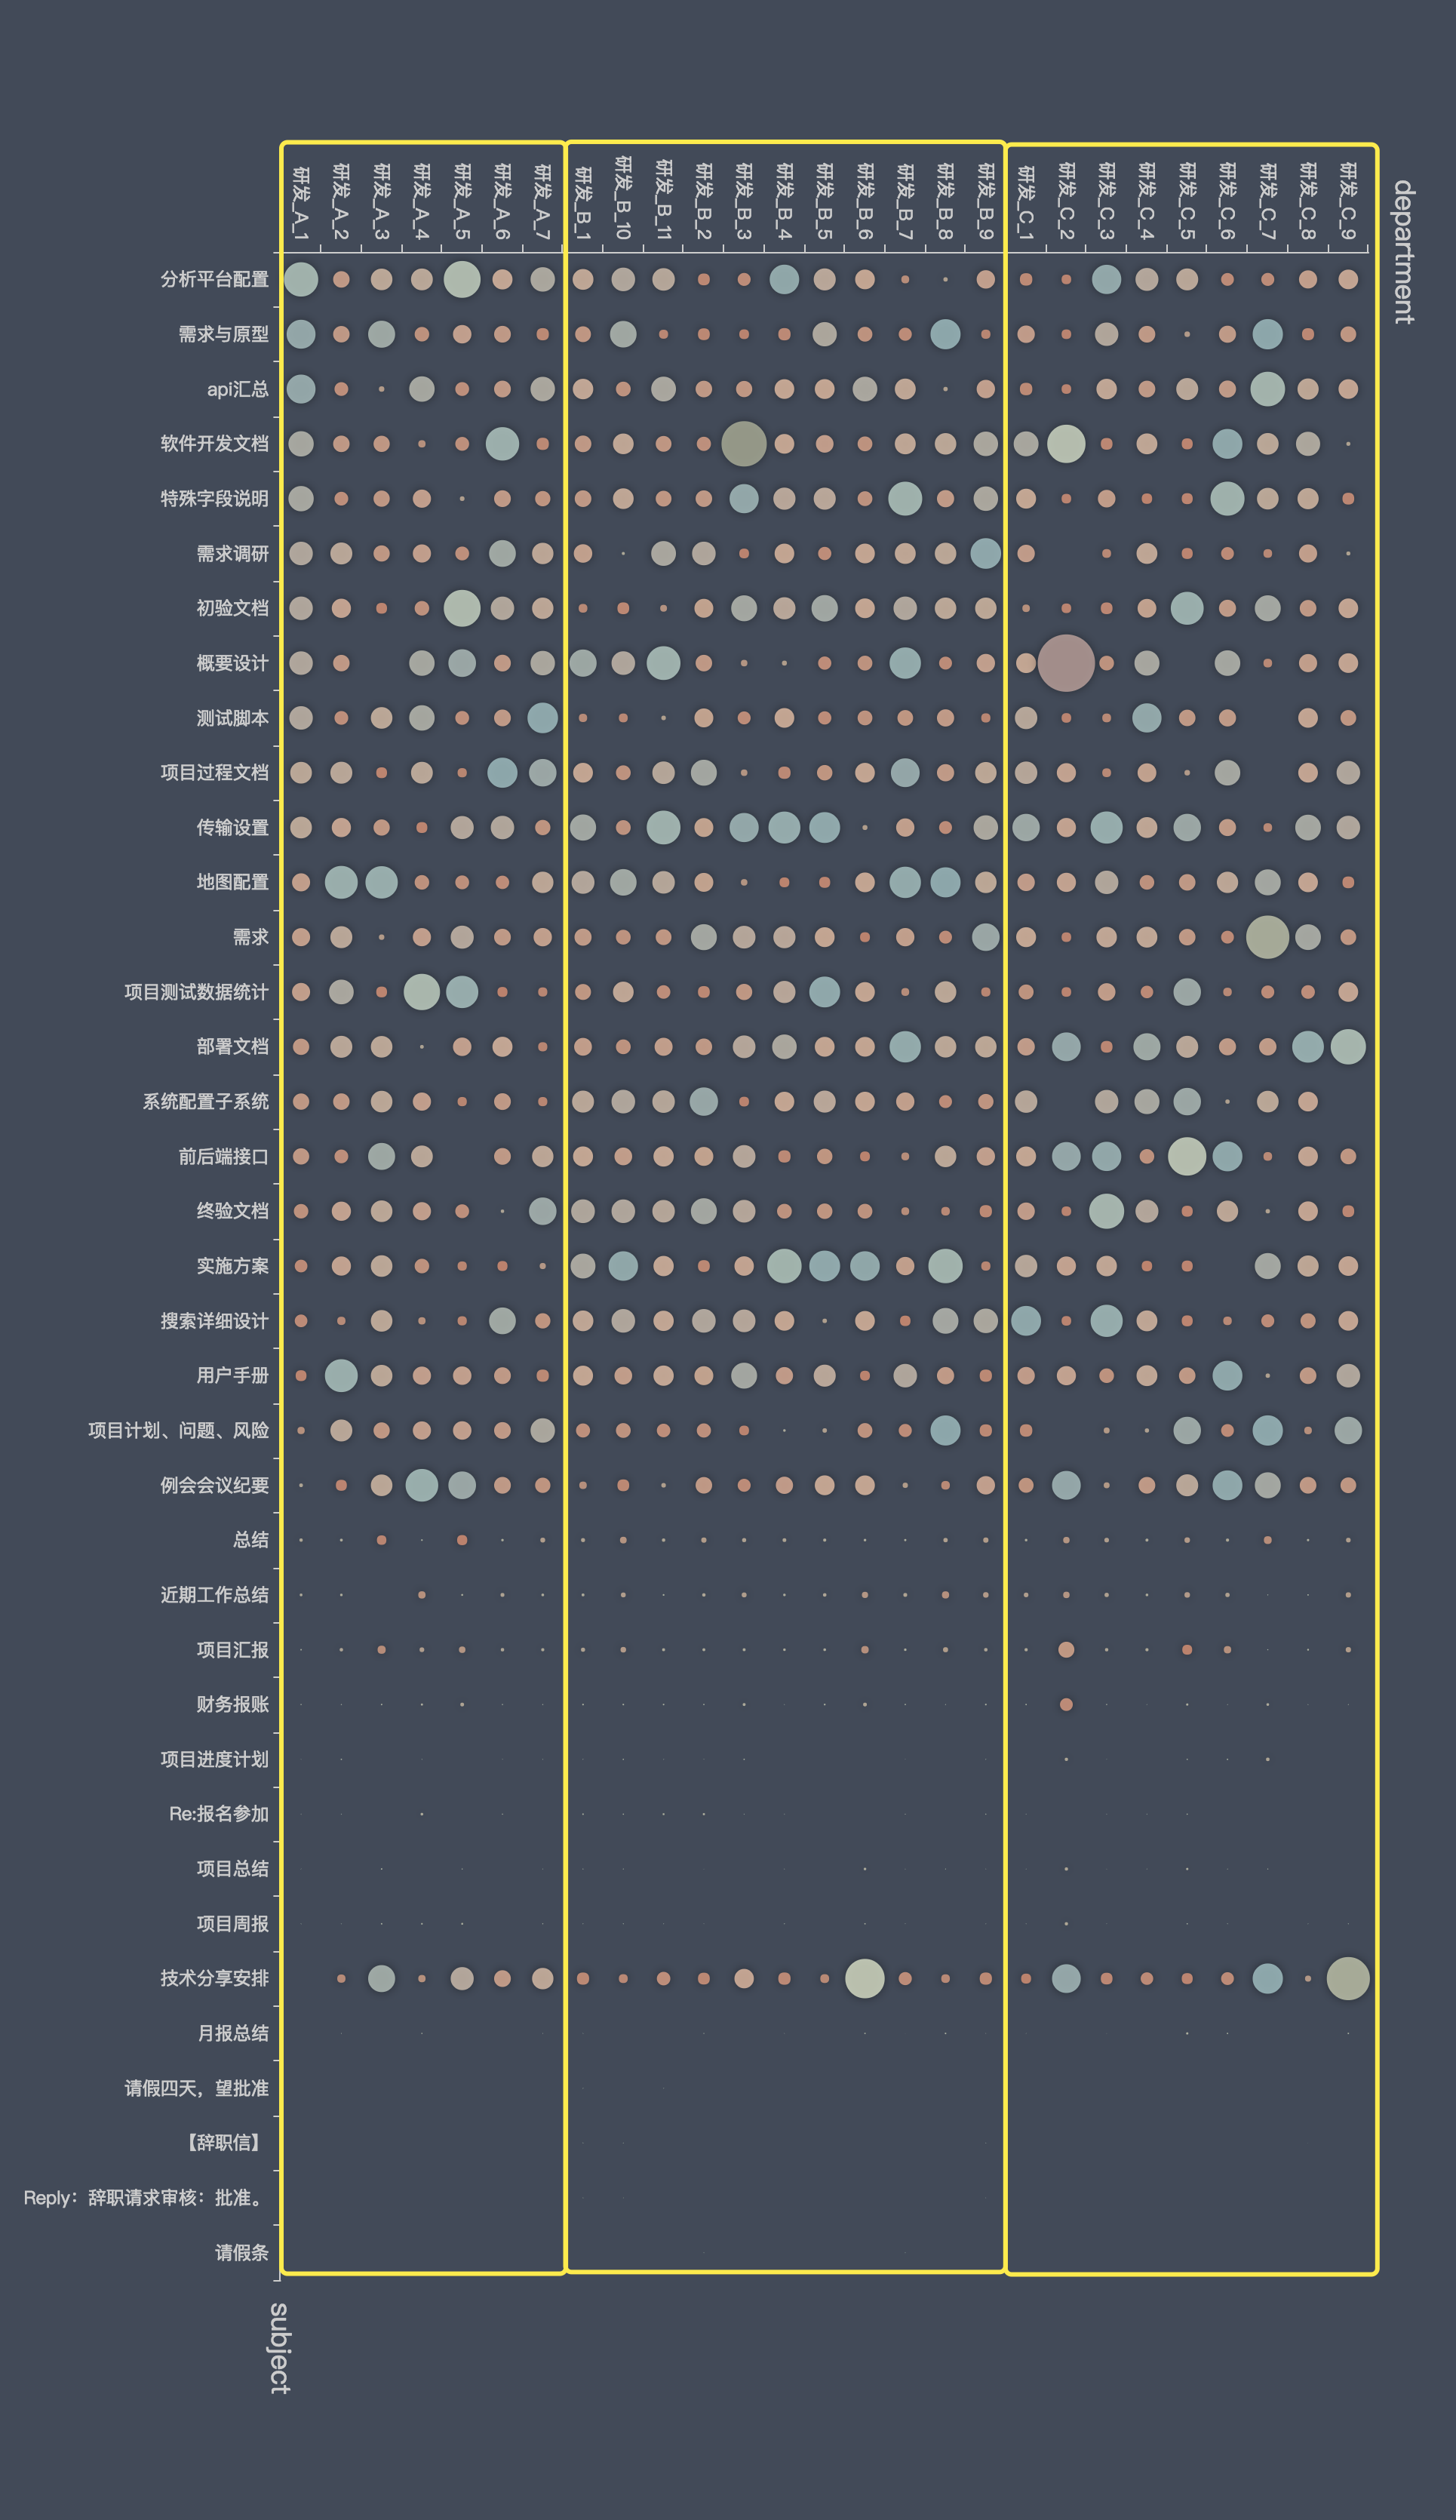 department
研发_A_1
研发_A_2
研发_A_3
研发_A_4
研发_A_5
研发_A_6
研发_A_7
研发_B_1
研发_B_10
研发_B_11
研发_B_2
研发_B_3
研发_B_4
研发_B_5
研发_B_6
研发_B_7
研发_B_8
研发_B_9
研发_C_1
研发_C_2
研发_C_3
研发_C_4
研发_C_5
研发_C_6
研发_C_7
研发_C_8
研发_C_9
分析平台配置
需求与原型
api汇总
软件开发文档
特殊字段说明
需求调研
初验文档
概要设计
测试脚本
项目过程文档
传输设置
地图配置
需求
项目测试数据统计
部署文档
系统配置子系统
前后端接口
终验文档
实施方案
搜索详细设计
用户手册
项目计划、问题、风险
例会会议纪要
总结
近期工作总结
项目汇报
财务报账
项目进度计划
Re:报名参加
项目总结
项目周报
技术分享安排
月报总结
请假四天，望批准
【辞职信】
Reply：辞职请求审核：批准。
请假条
subject